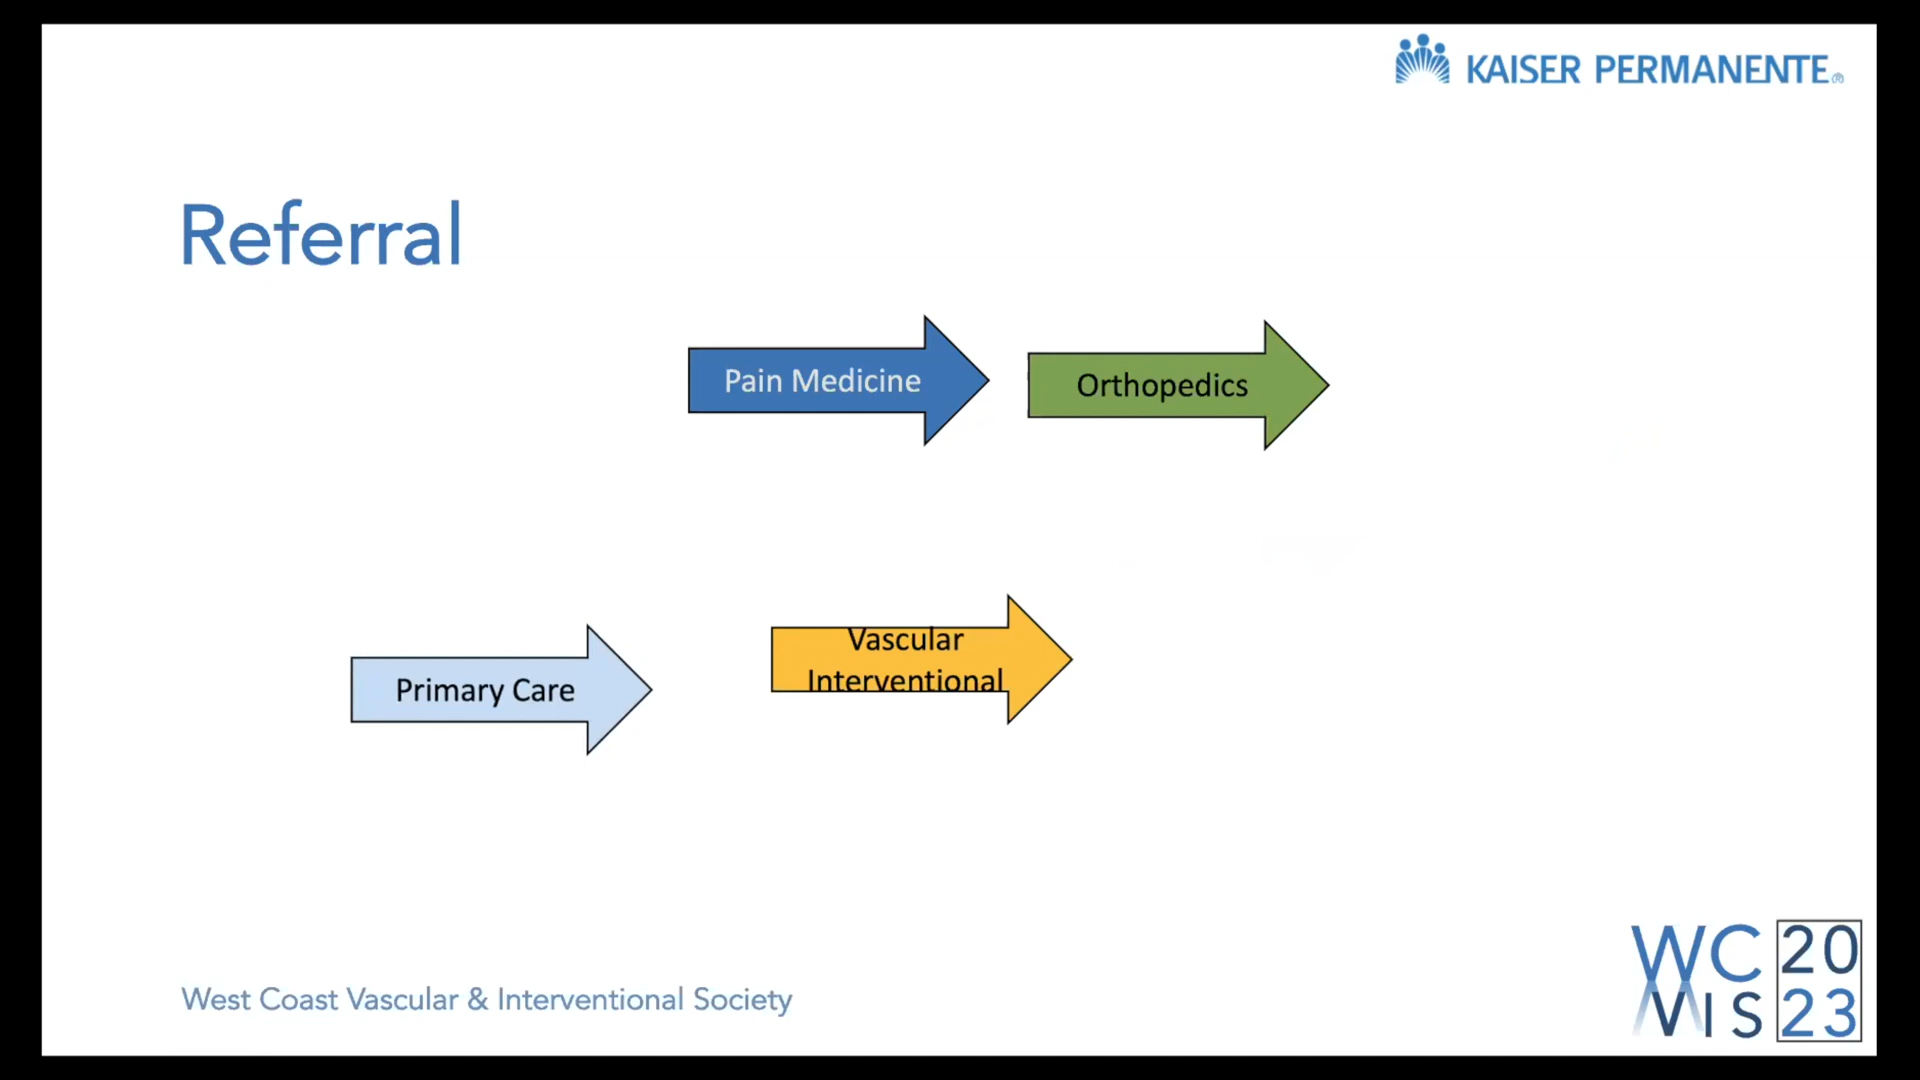 KAISER PERMANENTE®
Referral
Pain Medicine
Orthopedics
Vascular
Interventional
Primary Care
West Coast Vascular & Interventional Society
WC
VIS
20
23